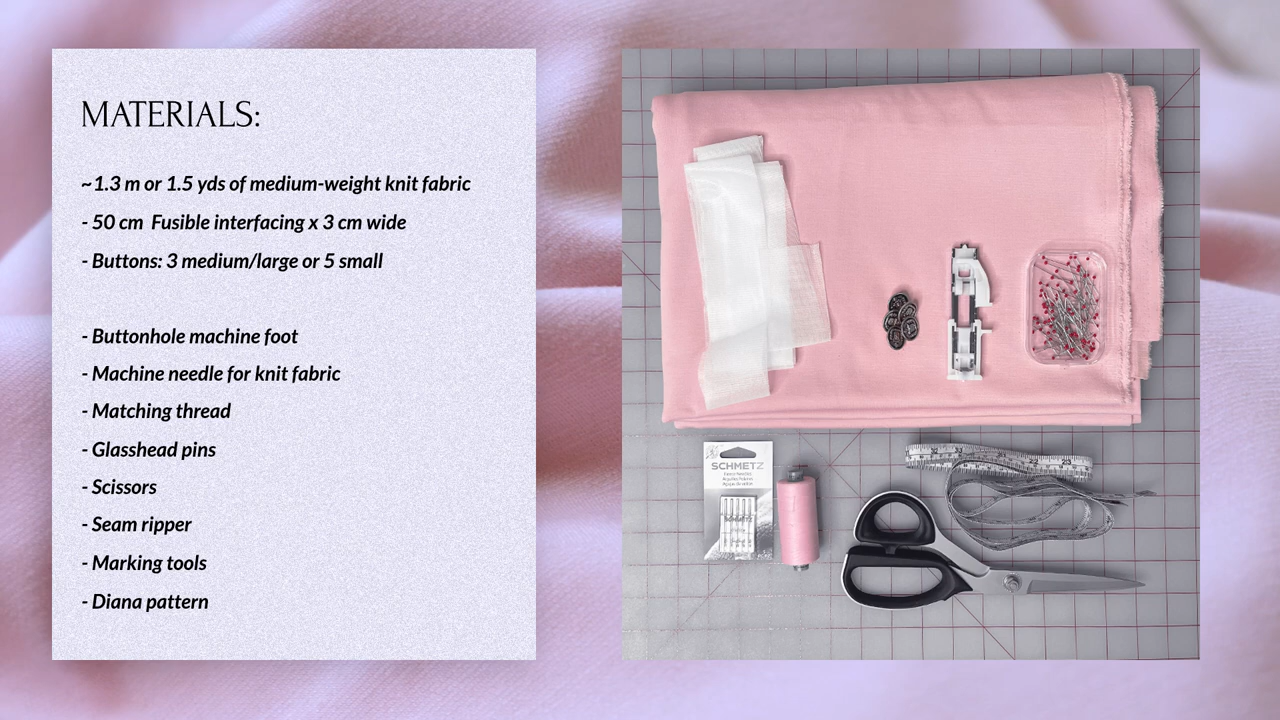 MATERIALS:
~1.3 m or 1.5 yds of medium-weight knit fabric
- 50 cm  Fusible interfacing x 3 cm wide
- Buttons: 3 medium/large or 5 small
- Buttonhole machine foot
- Machine needle for knit fabric
- Matching thread
- Glasshead pins
- Scissors
- Seam ripper
- Marking tools
- Diana pattern
SCHMETZ
SCHMETZ